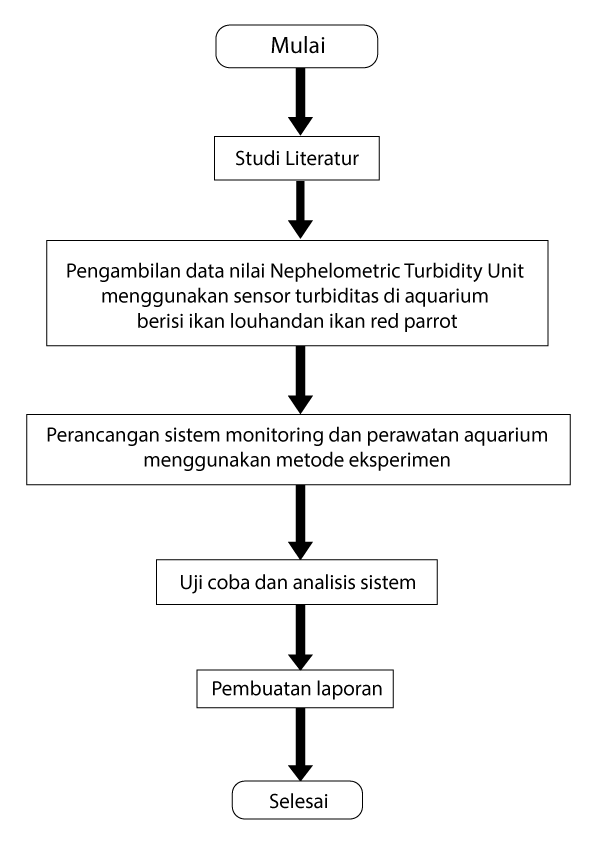 Mulai
Studi Literatur
Pengambilan data nilai Nephelometric Turbidity Unit
menggunakan sensor turbiditas di aquarium
berisi ikan louhandan ikan red parrot
Perancangan sistem monitoring dan perawatan aquarium
menggunakan metode eksperimen
Uji coba dan analisis sistem
Pembuatan laporan
Selesai